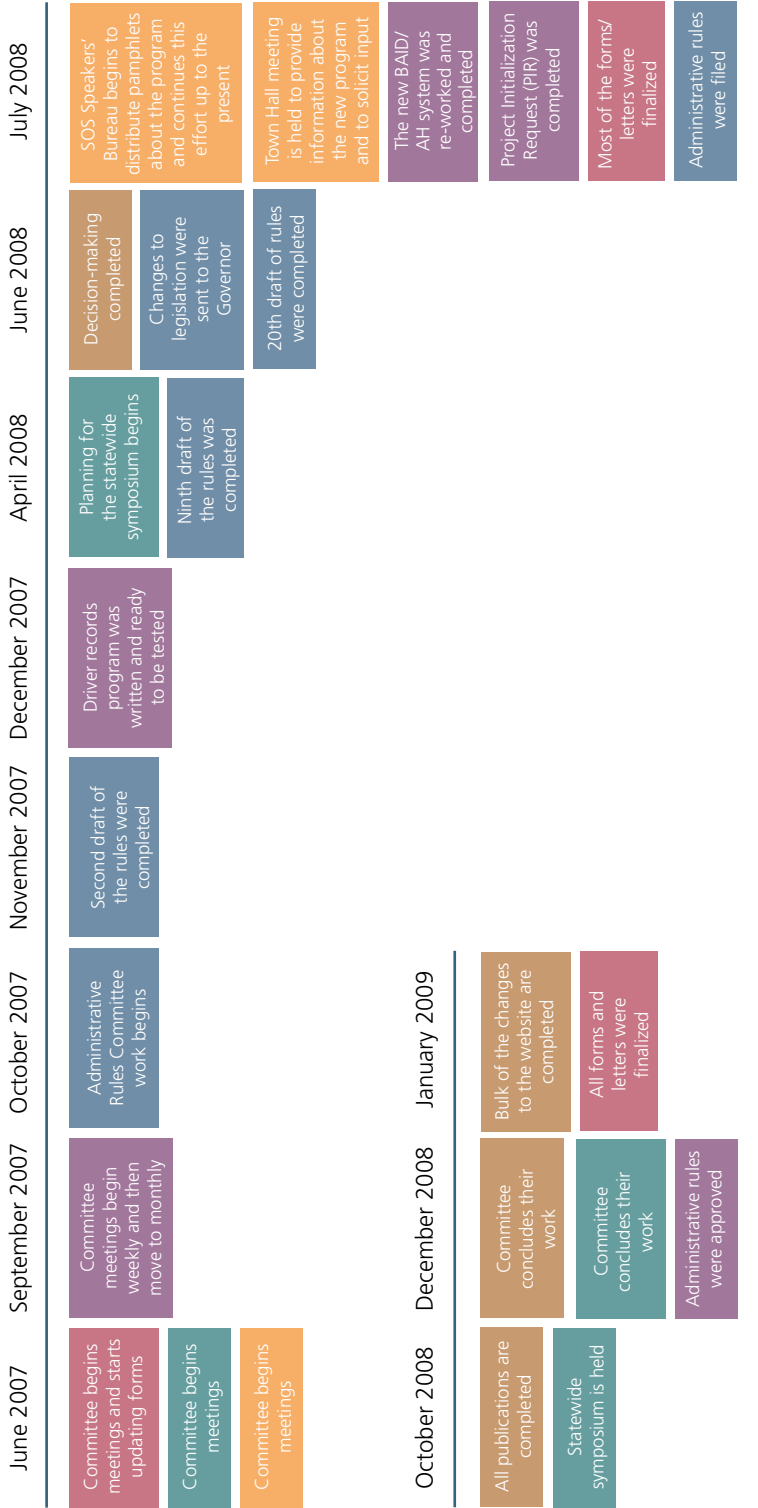 June 2007
Committee begins
meetings and starts
updating forms
Committee begins
meetings
Committee begins
meetings
September 2007
Committee
meetings begin
weekly and then
move to monthly
October 2007
Administrative
Rules Committee
work begins
November 2007
Second draft of
the rules were
completed
December 2007
Driver records
program was
written and ready
to be tested
April 2008
Planning for
the statewide
symposium begins
Ninth draft of
the rules was
completed
June 2008
Decision-making
completed
Changes to
legislation were
sent to the
Governor
20th draft of rules
were completed
July 2008
SOS Speakers’
Bureau begins to
distribute pamphlets
about the program
and continues this
effort up to the
present
Town Hall meeting
is held to provide
information about
the new program
and to solicit input
The new BAID/
AH system was
re-worked and
completed
Project Initialization
Request (PIR) was
completed
Most of the forms/
letters were
finalized
Administrative rules
were filed
October 2008
All publications are
completed
Statewide
symposium is held
December 2008
Committee
concludes their
work
Committee
concludes their
work
Administrative rules
were approved
January 2009
Bulk of the changes
to the website are
completed
All forms and
letters were
finalized